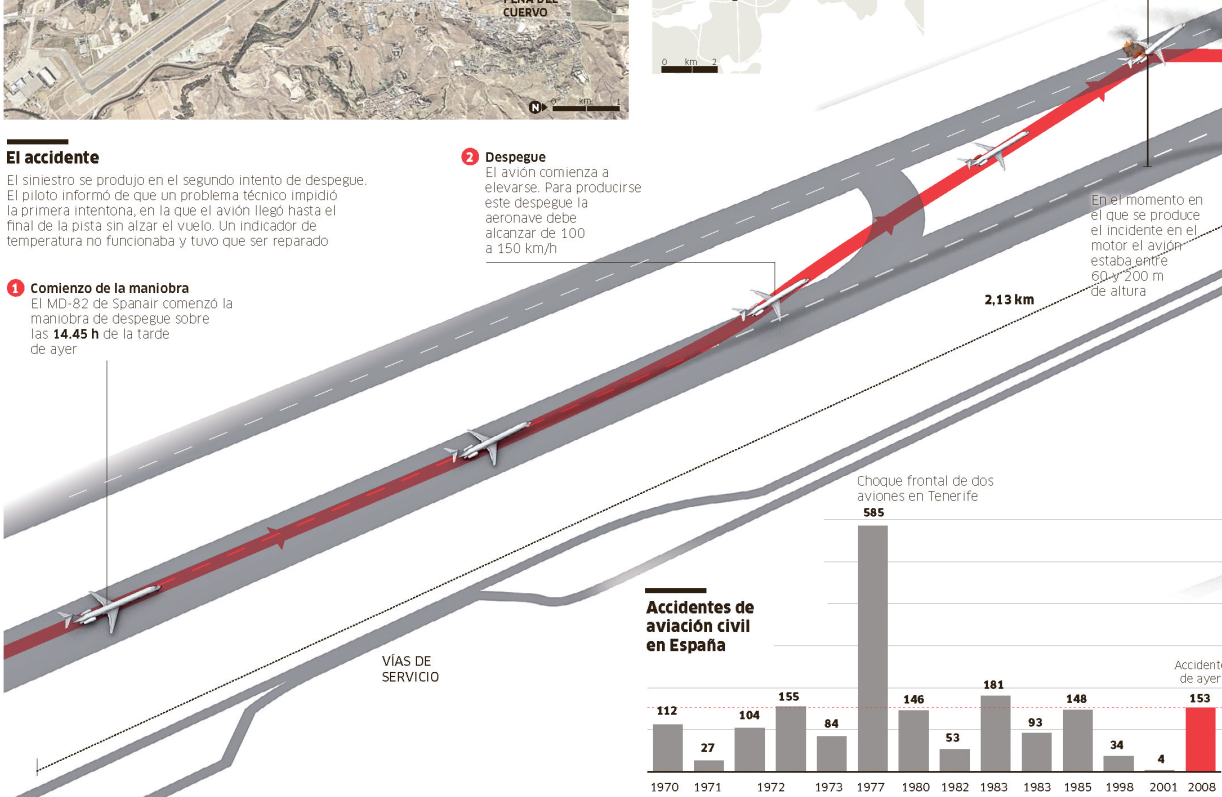 PEÑA DEL
CUERVO
N
0 km 1
0 km 2
El accidente
El siniestro se produjo en el segundo intento de despegue.
El piloto informó de que un problema técnico impidió
la primera intentona, en la que el avión llegó hasta el
final de la pista sin alzar el vuelo. Un indicador de
temperatura no funcionaba y tuvo que ser reparado
1 Comienzo de la maniobra
El MD-82 de Spanair comenzó la
maniobra de despegue sobre
las 14.45 h de la tarde
de ayer
2 Despegue
El avión comienza a
elevarse. Para producirse
este despegue la
aeronave debe
alcanzar de 100
a 150 km/h
En el momento en
el que se produce
el incidente en el
motor el avión
estaba entre
60 y 200 m
de altura
2,13 km
VÍAS DE
SERVICIO
Accidentes de
aviación civil
en España
Choque frontal de dos
aviones en Tenerife
Accidente
de ayer
112 27 104 155 84 585 146 53 181 93 148 34 4 153
1970 1971 1972 1973 1977 1980 1982 1983 1983 1985 1998 2001 2008